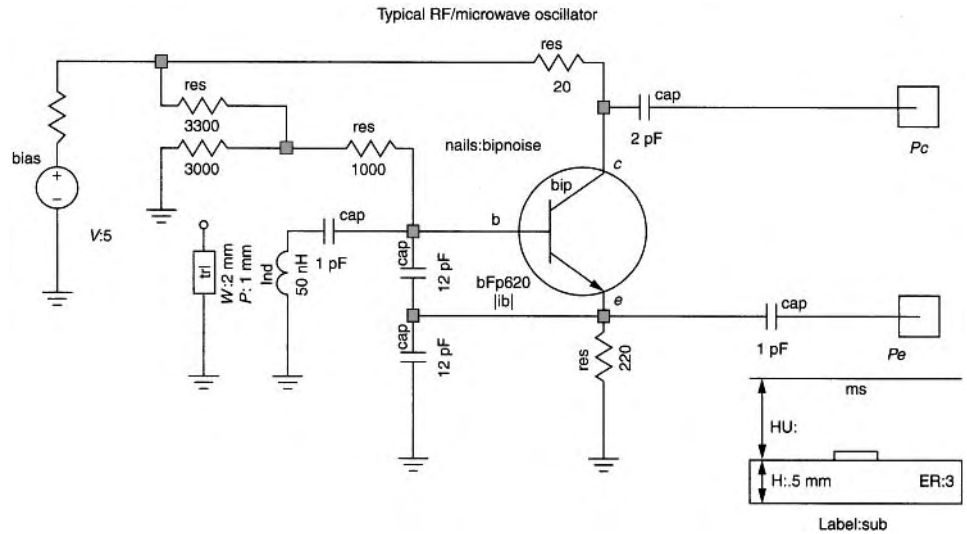 Typical RF/microwave oscillator
res
20
res
3300
res
3000
1000
bias
+
−
V:5
cap
2 pF
Pc
nails:bipnoise
c
bip
b
cap
1 pF
trl
W:2 mm
P: 1 mm
Ind
50 nH
cap
12 pF
bFp620
|ib|
e
cap
12 pF
res
220
cap
1 pF
Pe
ms
HU:
H:.5 mm
ER:3
Label:sub